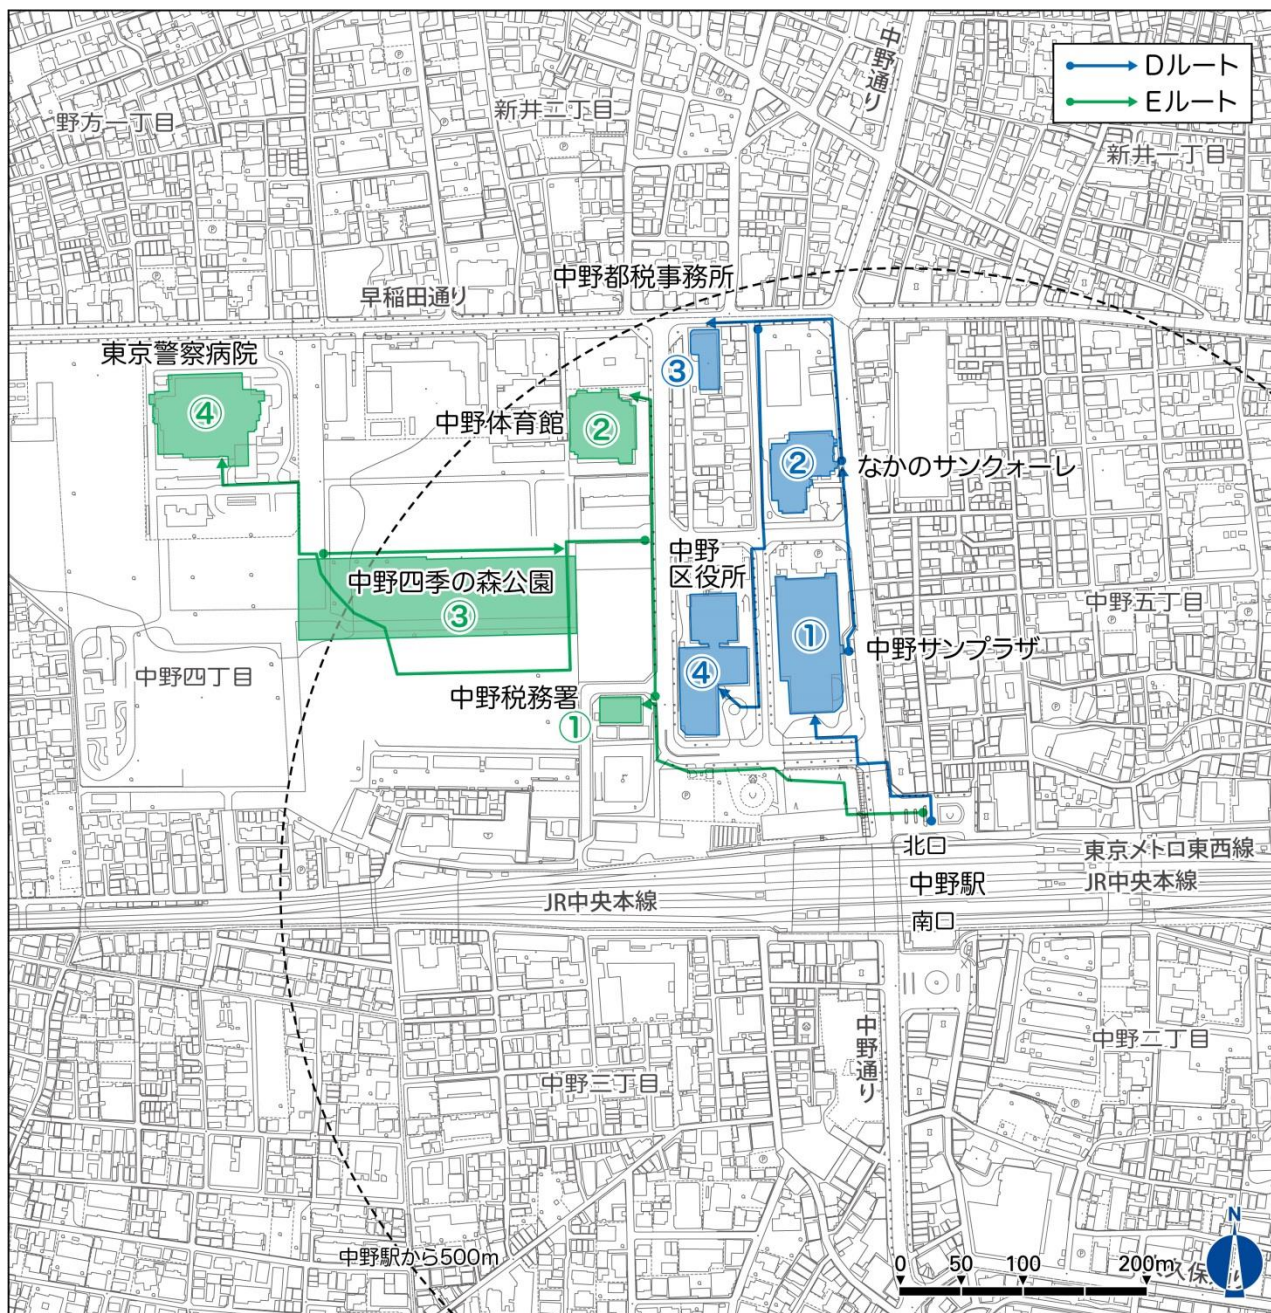 中野通り
Dルート
Eルート
野方一丁目
新井二丁目
新井一丁目
中野都税事務所
早稲田通り
東京警察病院
③
④
中野体育館
②
②
なかのサンクォーレ
中野
区役所
中野四季の森公園
③
中野五丁目
①
中野サンプラザ
中野四丁目
④
中野税務署
①
北口
東京メトロ東西線
中野駅
JR中央本線
JR中央本線
南口
中野通り
中野二丁目
中野三丁目
中野駅から500m
N
0 50 100 200m